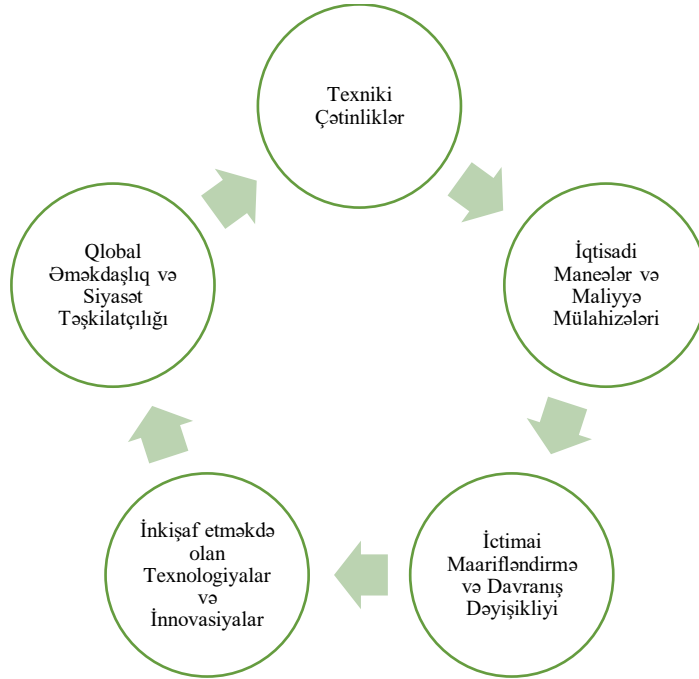 Texniki
Çətinliklər
İqtisadi
Maneələr və
Maliyyə
Mülahizələri
İctimai
Maarifləndirmə
və Davranış
Dəyişikliyi
İnkişaf etməkdə
olan
Texnologiyalar
və
İnnovasiyalar
Qlobal
Əməkdaşlıq və
Siyasət
Təşkilatçılığı